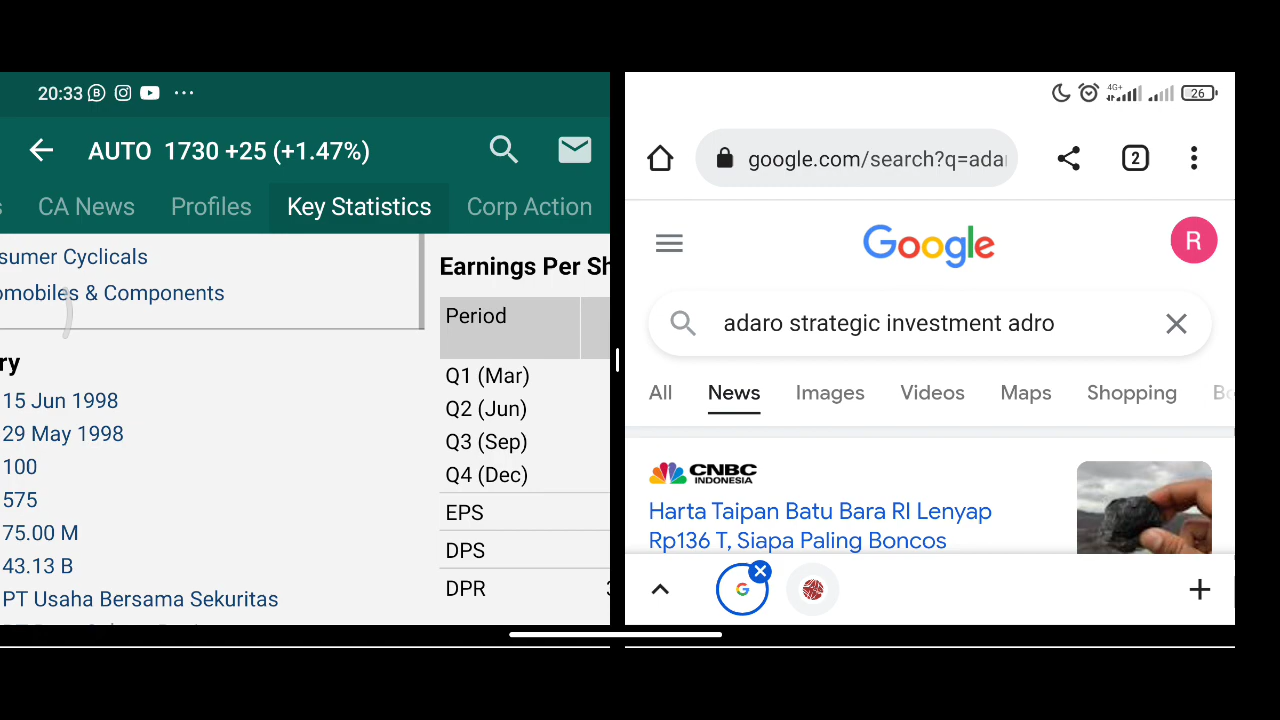 20:33
AUTO 1730 +25 (+1.47%)
CA News Profiles Key Statistics Corp Action
sumer Cyclicals
omobiles & Components
ry
15 Jun 1998
29 May 1998
100
575
75.00 M
43.13 B
PT Usaha Bersama Sekuritas
Earnings Per Sh
Period
Q1 (Mar)
Q2 (Jun)
Q3 (Sep)
Q4 (Dec)
EPS
DPS
DPR
4G+ 26
google.com/search?q=ada
2
Google
R
adaro strategic investment adro
All News Images Videos Maps Shopping Bo
CNBC
INDONESIA
Harta Taipan Batu Bara RI Lenyap
Rp136 T, Siapa Paling Boncos